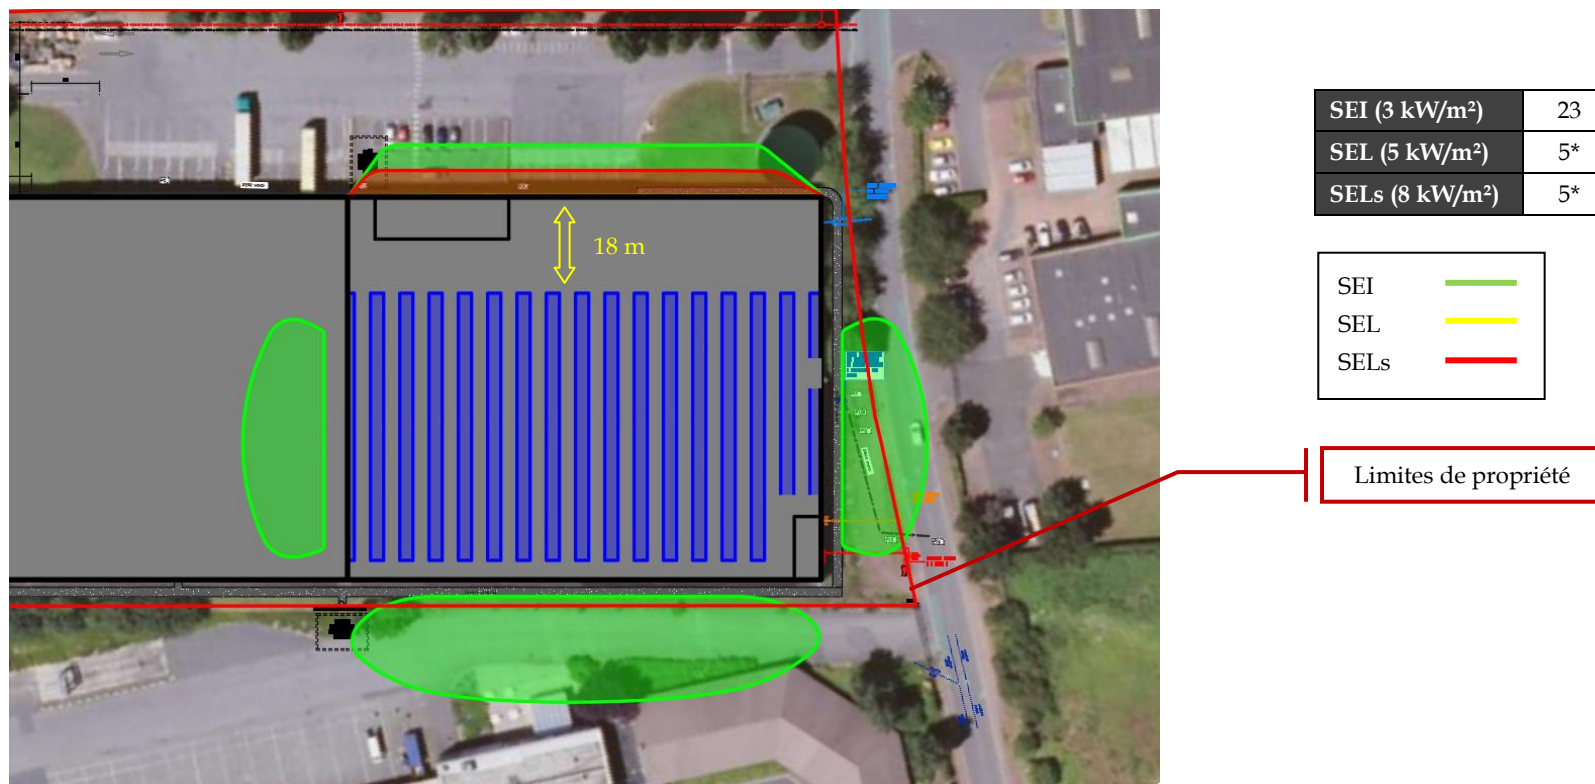 SEI (3 kW/m²) 23
SEL (5 kW/m²) 5*
SELs (8 kW/m²) 5*
18 m
SEI
SEL
SELs
Limites de propriété